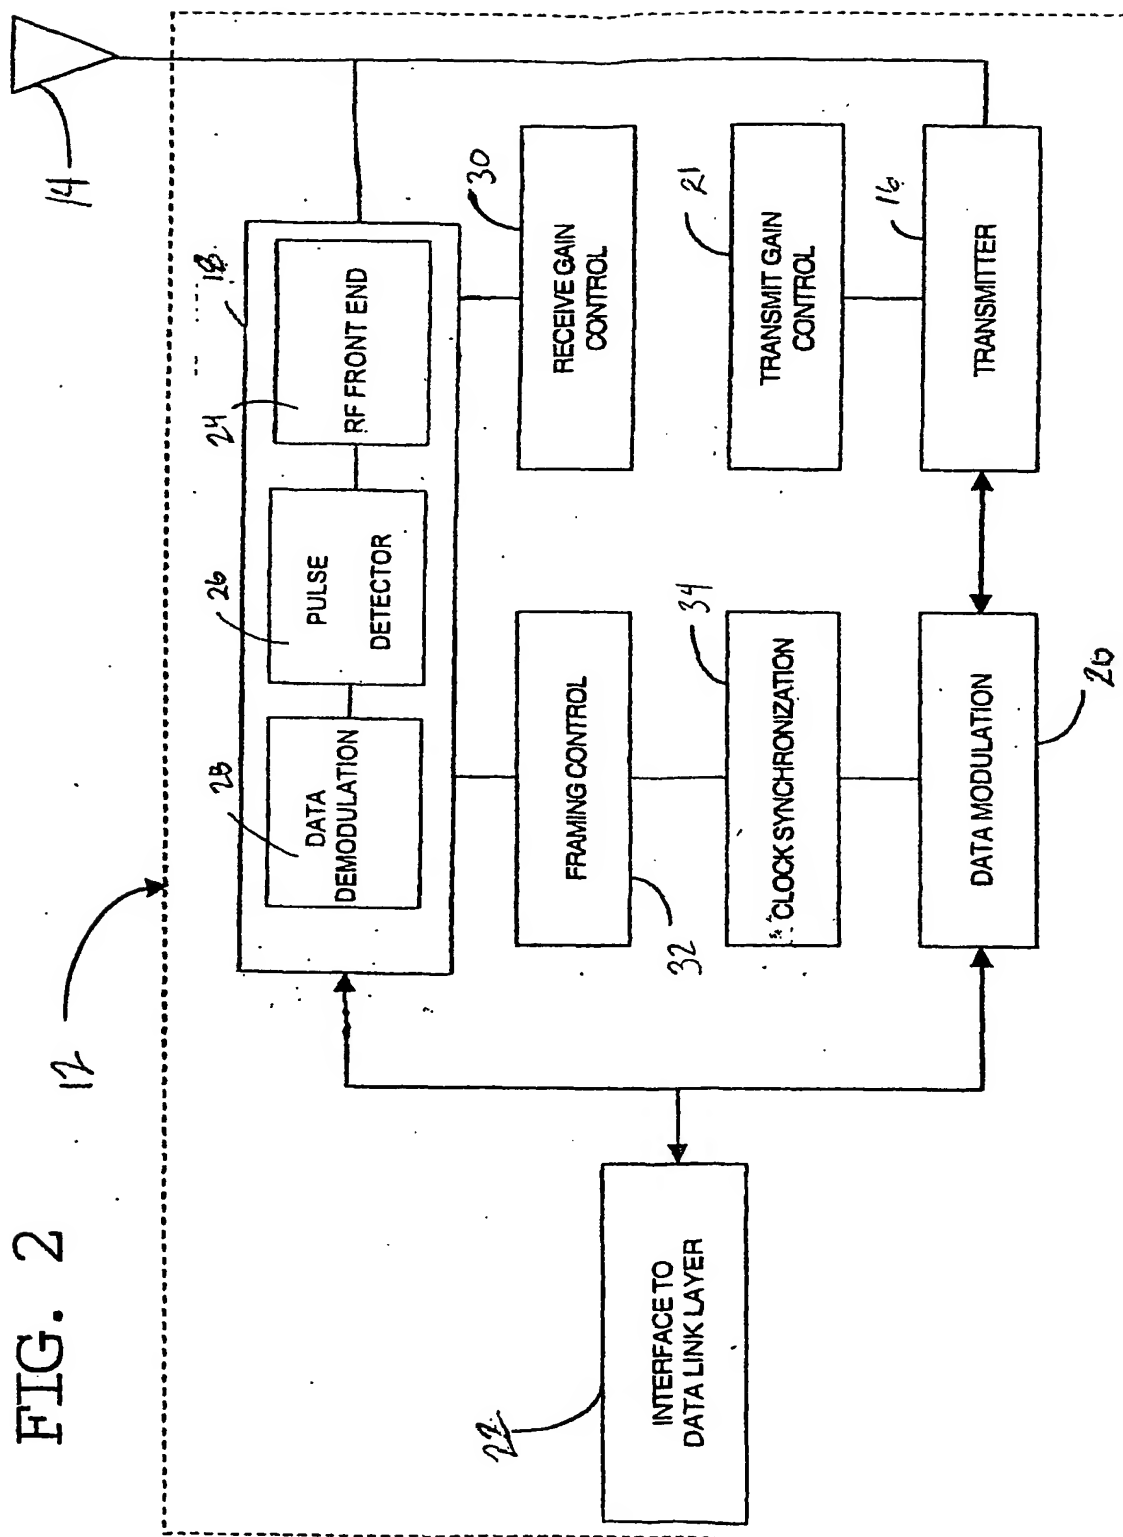 FIG. 2
12
14
18
28
DATA
DEMODULATION
26
PULSE
DETECTOR
24
RF FRONT END
FRAMING CONTROL
32
RECEIVE GAIN
CONTROL
30
INTERFACE TO
DATA LINK LAYER
22
CLOCK SYNCHRONIZATION
34
TRANSMIT GAIN
CONTROL
21
DATA MODULATION
20
TRANSMITTER
16